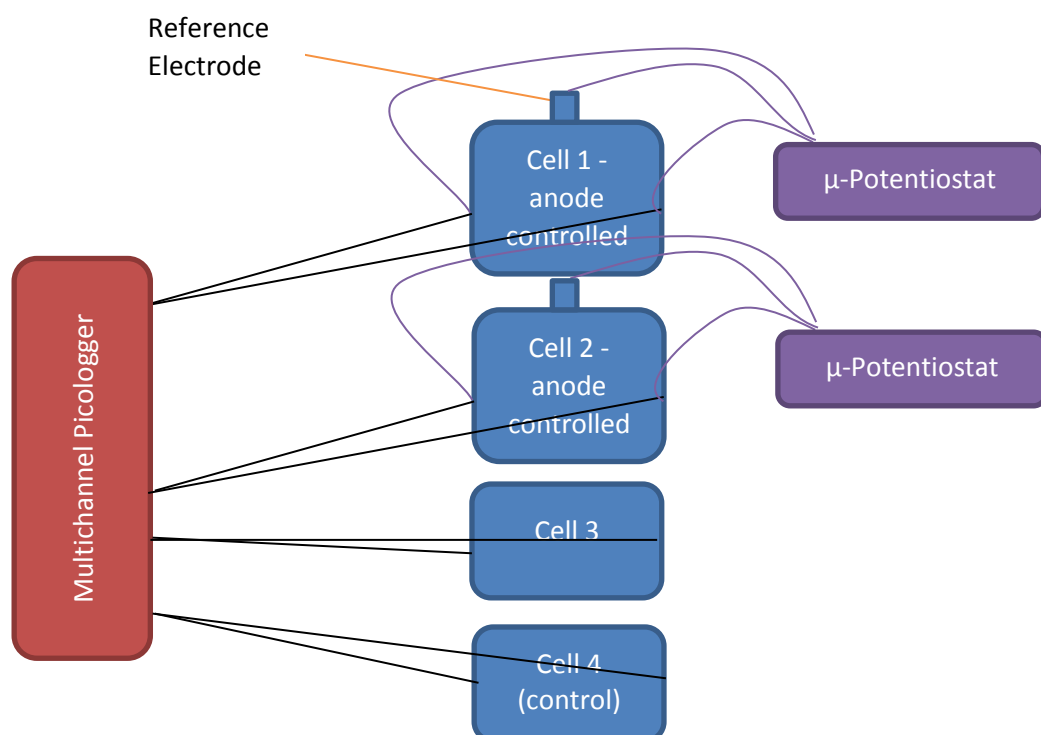 Reference
Electrode
Cell 1 -
anode
controlled
µ-Potentiostat
Cell 2 -
anode
controlled
µ-Potentiostat
Multichannel Picologger
Cell 3
Cell 4
(control)